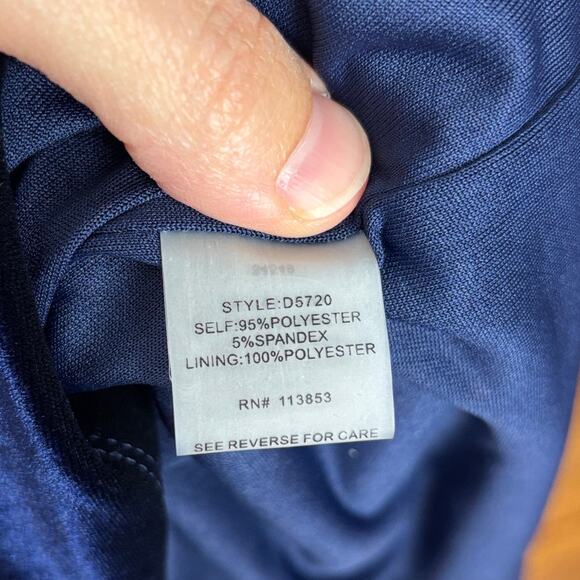 STYLE:D5720
SELF:95%POLYESTER
5%SPANDEX
LINING:100%POLYESTER
RN# 113853
SEE REVERSE FOR CARE